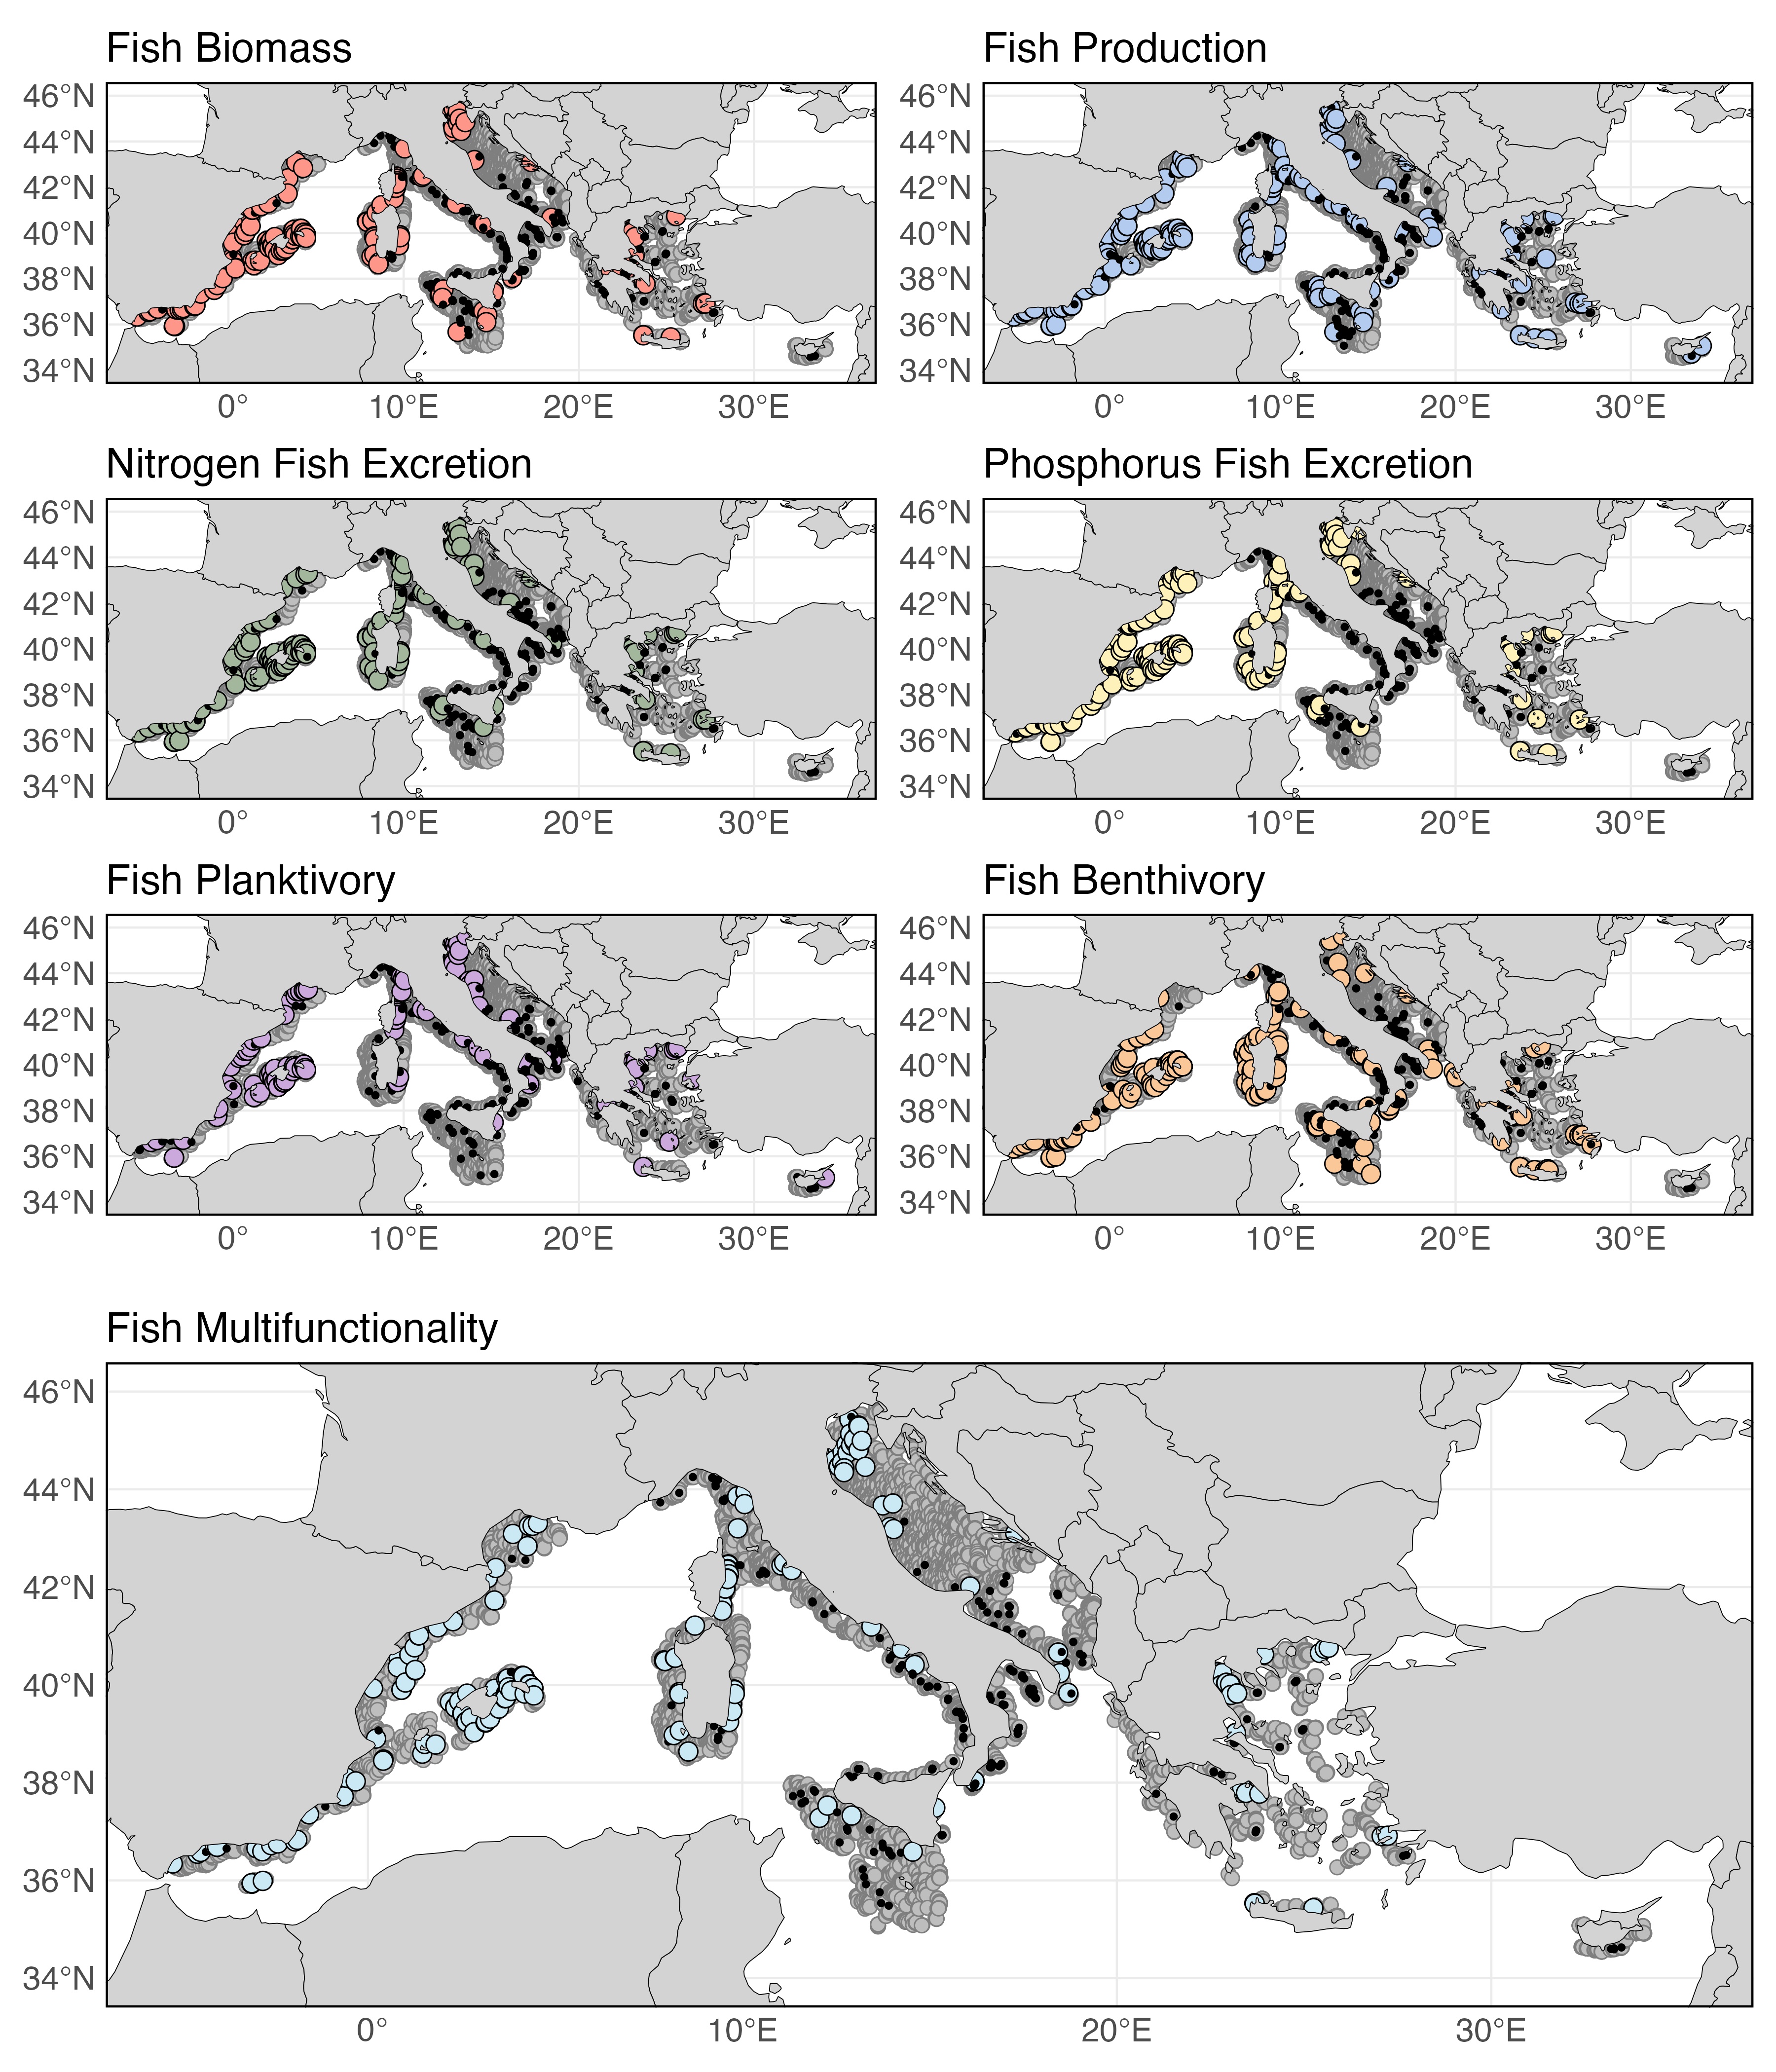 Fish Biomass
46°N
44°N
42°N
40°N
38°N
36°N
34°N
0°
10°E
20°E
30°E
Fish Production
46°N
44°N
42°N
40°N
38°N
36°N
34°N
0°
10°E
20°E
30°E
Nitrogen Fish Excretion
46°N
44°N
42°N
40°N
38°N
36°N
34°N
0°
10°E
20°E
30°E
Phosphorus Fish Excretion
46°N
44°N
42°N
40°N
38°N
36°N
34°N
0°
10°E
20°E
30°E
Fish Planktivory
46°N
44°N
42°N
40°N
38°N
36°N
34°N
0°
10°E
20°E
30°E
Fish Benthivory
46°N
44°N
42°N
40°N
38°N
36°N
34°N
0°
10°E
20°E
30°E
Fish Multifunctionality
46°N
44°N
42°N
40°N
38°N
36°N
34°N
0°
10°E
20°E
30°E